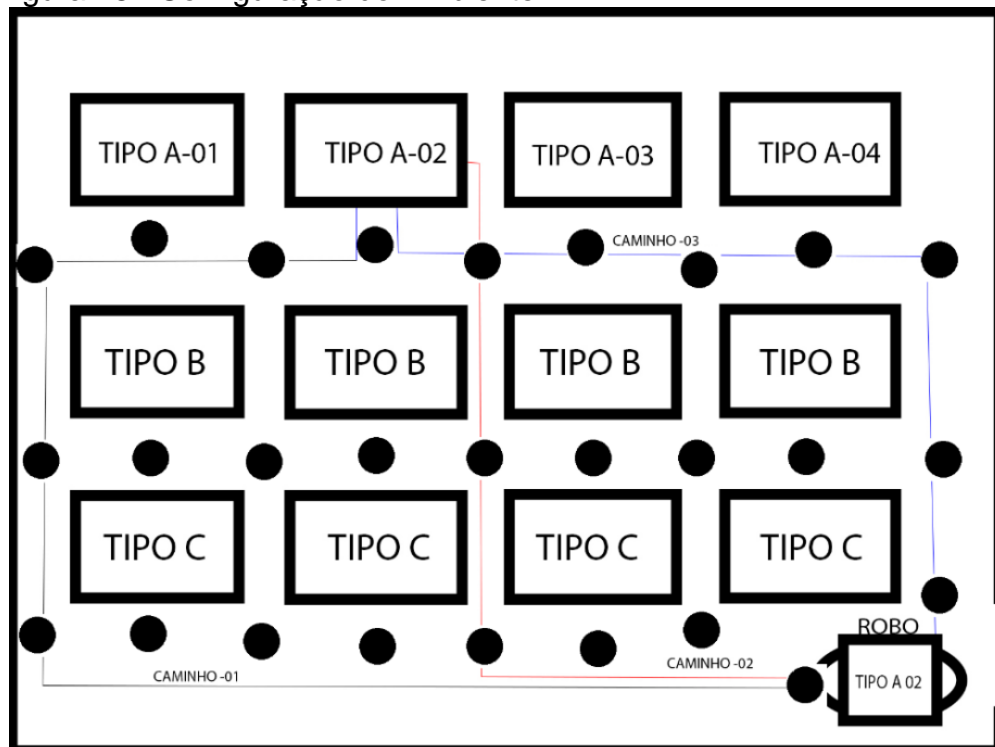 TIPO A-01
TIPO A-02
TIPO A-03
TIPO A-04
CAMINHO -03
TIPO B
TIPO B
TIPO B
TIPO B
TIPO C
TIPO C
TIPO C
TIPO C
ROBO
CAMINHO -02
CAMINHO -01
TIPO A 02